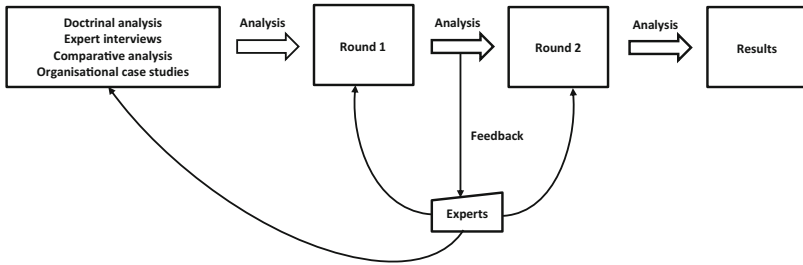 Doctrinal analysis
Expert interviews
Comparative analysis
Organisational case studies
Analysis
Round 1
Analysis
Round 2
Analysis
Results
Feedback
Experts